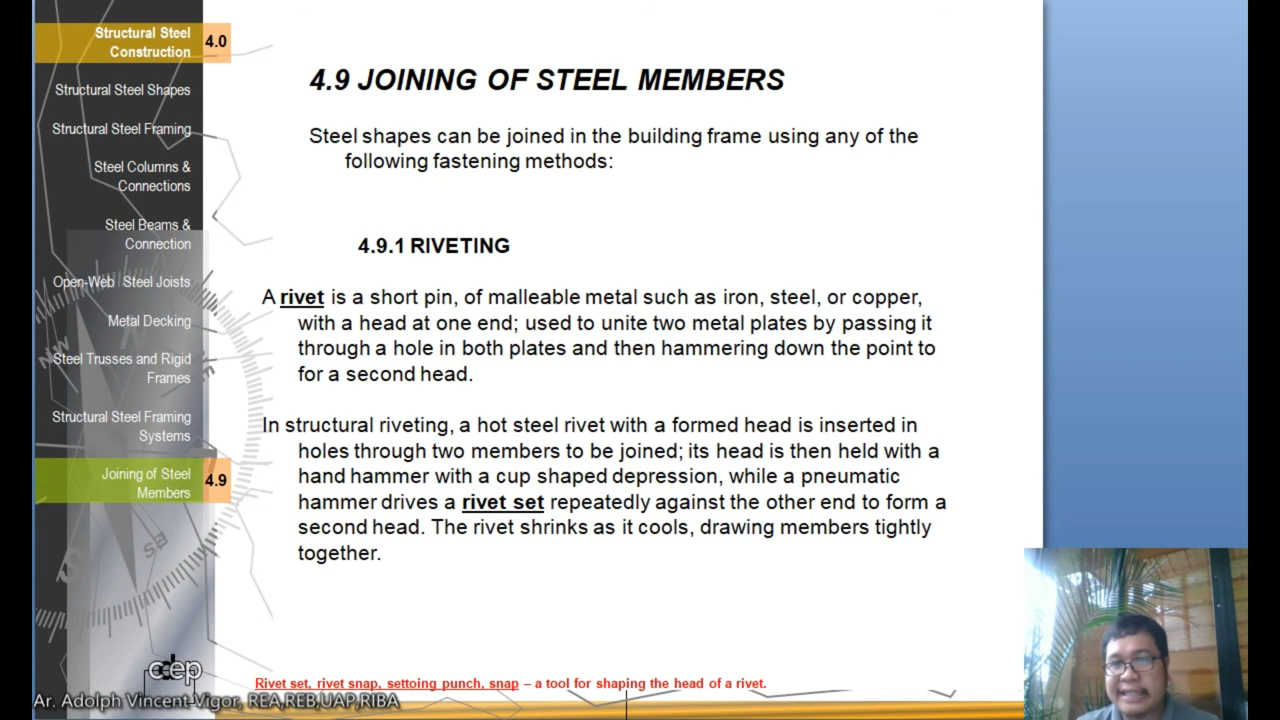 Structural Steel
Construction
4.0
Structural Steel Shapes
Structural Steel Framing
Steel Columns &
Connections
Steel Beams &
Connection
Open-Web Steel Joists
Metal Decking
Steel Trusses and Rigid
Frames
Structural Steel Framing
Systems
Joining of Steel
Members
4.9
NW
S
SE
4.9 JOINING OF STEEL MEMBERS
Steel shapes can be joined in the building frame using any of the
following fastening methods:
4.9.1 RIVETING
A rivet is a short pin, of malleable metal such as iron, steel, or copper,
with a head at one end; used to unite two metal plates by passing it
through a hole in both plates and then hammering down the point to
for a second head.
In structural riveting, a hot steel rivet with a formed head is inserted in
holes through two members to be joined; its head is then held with a
hand hammer with a cup shaped depression, while a pneumatic
hammer drives a rivet set repeatedly against the other end to form a
second head. The rivet shrinks as it cools, drawing members tightly
together.
Rivet set, rivet snap, settoing punch, snap – a tool for shaping the head of a rivet.
Ar. Adolph Vincent Vigor, REA,REB,UAP,RIBA